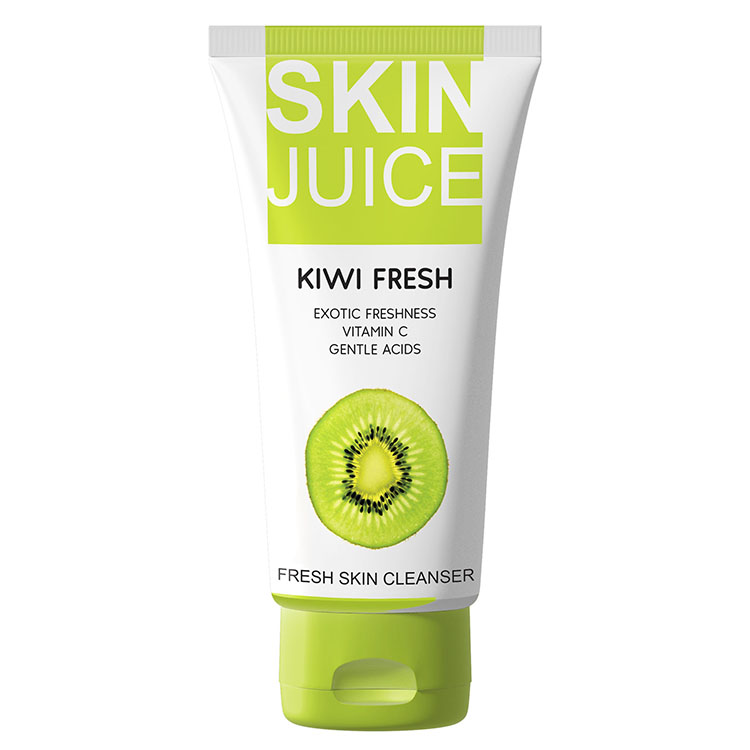 SKIN
JUICE
KIWI FRESH
EXOTIC FRESHNESS
VITAMIN C
GENTLE ACIDS
FRESH SKIN CLEANSER